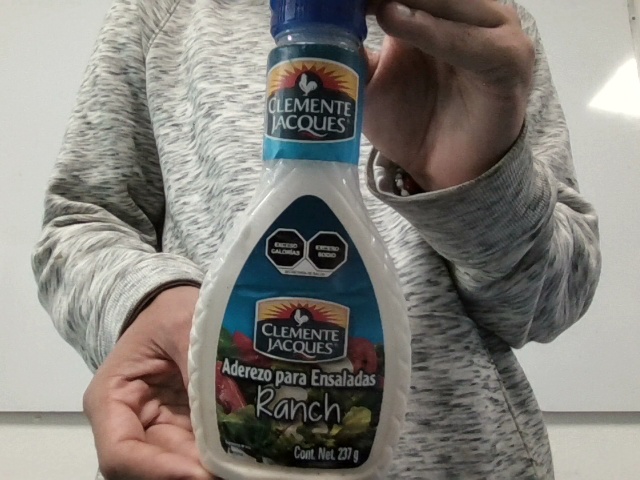 CLEMENTE
JACQUES
EXCESO
CALORÍAS
EXCESO
SODIO
CLEMENTE
JACQUES
Aderezo para Ensaladas
Ranch
Cont. Net. 237 g